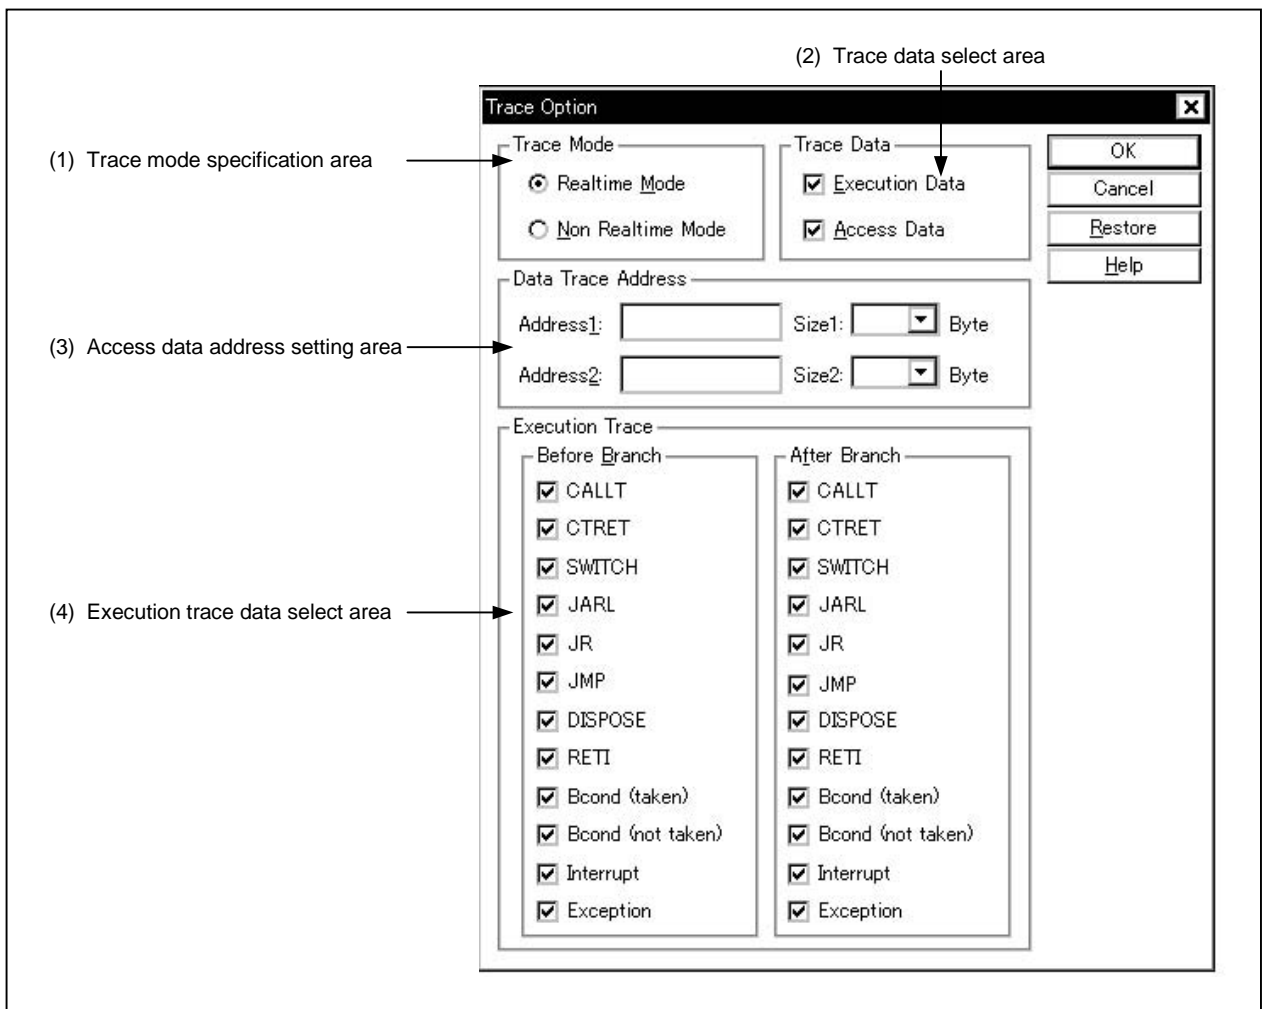 (2) Trace data select area
Trace Option
(1) Trace mode specification area
Trace Mode
Realtime Mode
Non Realtime Mode
Trace Data
Execution Data
Access Data
OK
Cancel
Restore
Help
(3) Access data address setting area
Data Trace Address
Address1: Size1: Byte
Address2: Size2: Byte
(4) Execution trace data select area
Execution Trace
Before Branch
CALLT
CTRET
SWITCH
JARL
JR
JMP
DISPOSE
RETI
Bcond (taken)
Bcond (not taken)
Interrupt
Exception
After Branch
CALLT
CTRET
SWITCH
JARL
JR
JMP
DISPOSE
RETI
Bcond (taken)
Bcond (not taken)
Interrupt
Exception